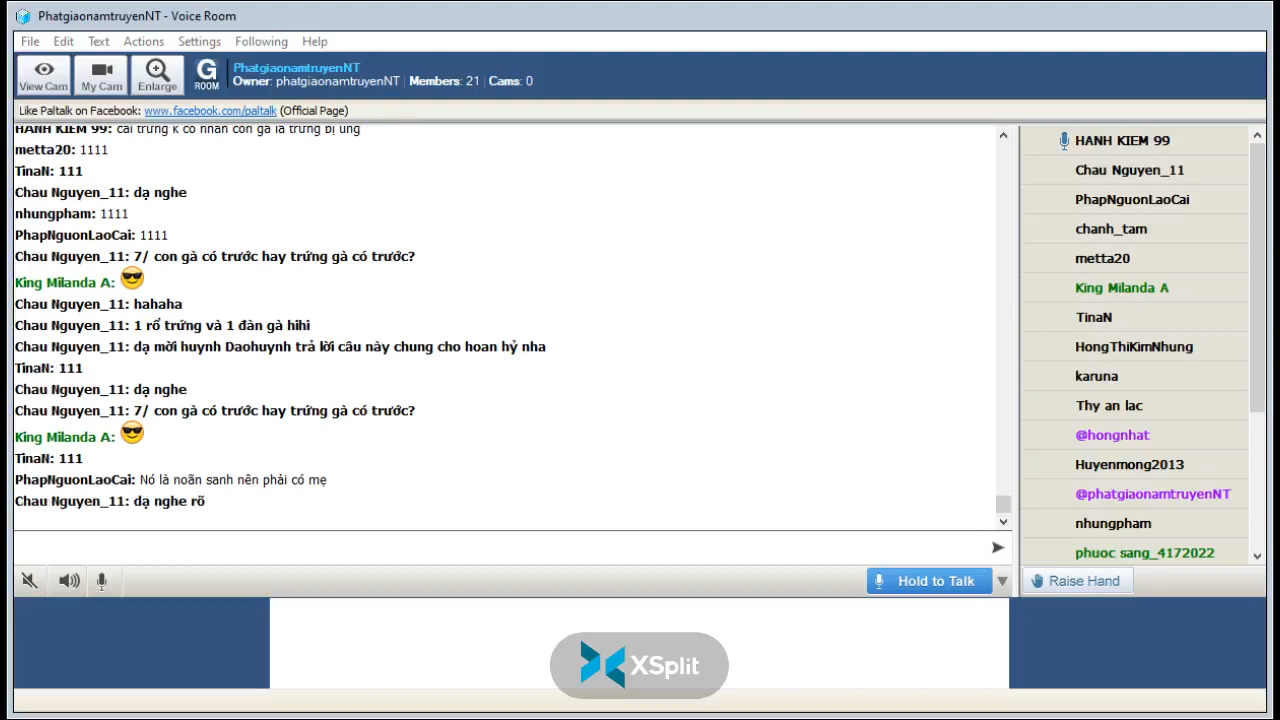 PhatgiaonamtruyenNT - Voice Room
File Edit Text Actions Settings Following Help
View Cam
My Cam
Enlarge
G
ROOM
PhatgiaonamtruyenNT
Owner: phatgiaonamtruyenNT | Members: 21 | Cams: 0
Like Paltalk on Facebook: www.facebook.com/paltalk (Official Page)
HANH KIEM 99: cái trứng k có nhân con gà là trứng bị ung
metta20: 1111
TinaN: 111
Chau Nguyen_11: dạ nghe
nhungpham: 1111
PhapNguonLaoCai: 1111
Chau Nguyen_11: 7/ con gà có trước hay trứng gà có trước?
King Milanda A:
Chau Nguyen_11: hahaha
Chau Nguyen_11: 1 rổ trứng và 1 đàn gà hihi
Chau Nguyen_11: dạ mời huynh Daohuynh trả lời câu này chung cho hoan hỷ nha
TinaN: 111
Chau Nguyen_11: dạ nghe
Chau Nguyen_11: 7/ con gà có trước hay trứng gà có trước?
King Milanda A:
TinaN: 111
PhapNguonLaoCai: Nó là noãn sanh nên phải có mẹ
Chau Nguyen_11: dạ nghe rõ
HANH KIEM 99
Chau Nguyen_11
PhapNguonLaoCai
chanh_tam
metta20
King Milanda A
TinaN
HongThiKimNhung
karuna
Thy an lac
@hongnhat
Huyenmong2013
@phatgiaonamtruyenNT
nhungpham
phuoc sang_4172022
Hold to Talk
Raise Hand
XSplit